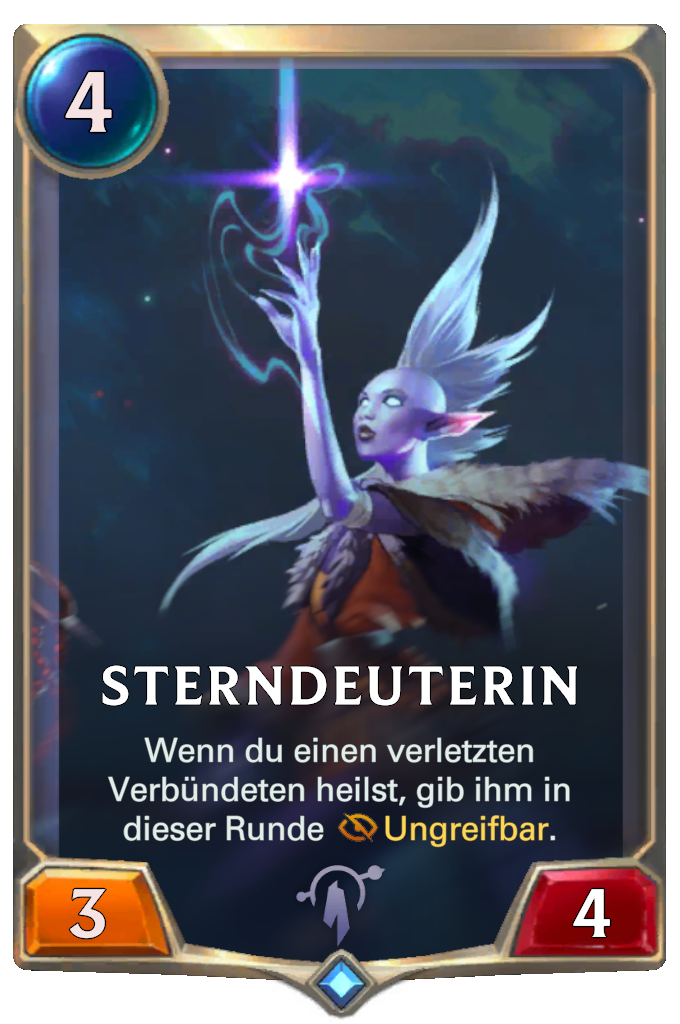 4
STERNDEUTERIN
Wenn du einen verletzten
Verbündeten heilst, gib ihm in
dieser Runde Ungreifbar.
3
4